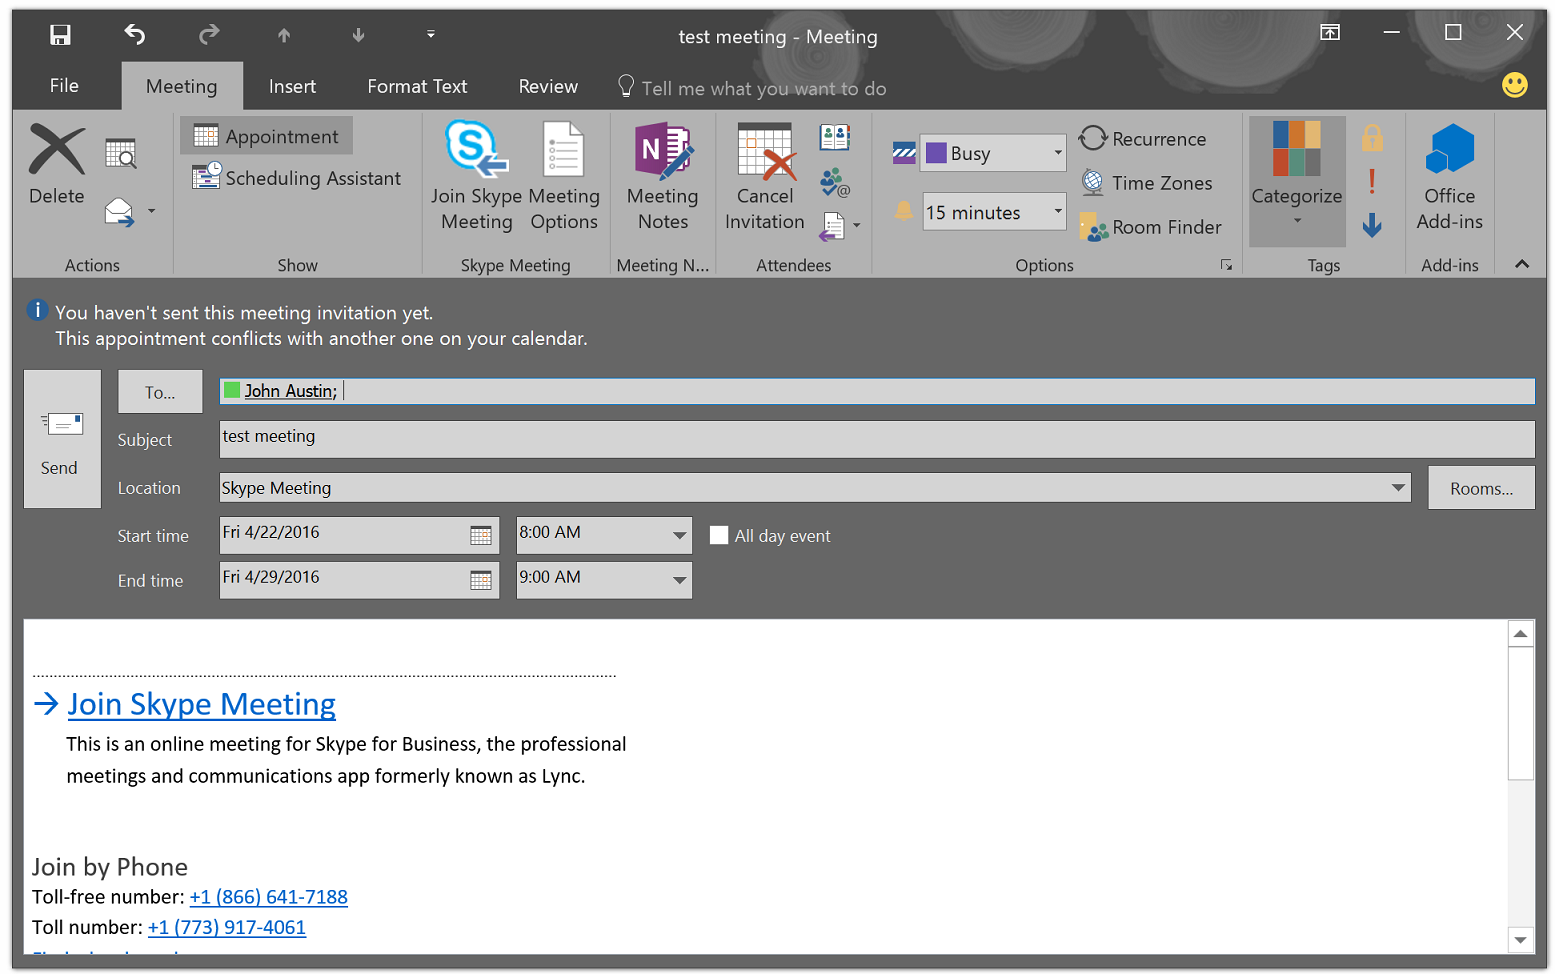 test meeting - Meeting
File Meeting Insert Format Text Review Tell me what you want to do
Delete
Actions
Appointment
Scheduling Assistant
Show
Join Skype Meeting
Meeting Options
Skype Meeting
Meeting Notes
Meeting N...
Cancel Invitation
Attendees
Busy
15 minutes
Recurrence
Time Zones
Room Finder
Options
Categorize
Tags
Office Add-ins
Add-ins
You haven't sent this meeting invitation yet.
This appointment conflicts with another one on your calendar.
Send
To... John Austin;
Subject test meeting
Location Skype Meeting Rooms...
Start time Fri 4/22/2016 8:00 AM All day event
End time Fri 4/29/2016 9:00 AM
→ Join Skype Meeting
This is an online meeting for Skype for Business, the professional
meetings and communications app formerly known as Lync.
Join by Phone
Toll-free number: +1 (866) 641-7188
Toll number: +1 (773) 917-4061